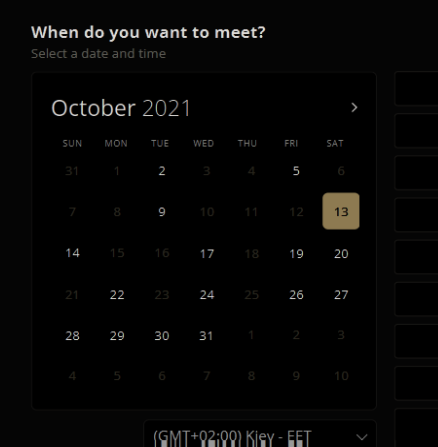 When do you want to meet?
Select a date and time
October 2021
SUN MON TUE WED THU FRI SAT
31 1 2 3 4 5 6
7 8 9 10 11 12 13
14 15 16 17 18 19 20
21 22 23 24 25 26 27
28 29 30 31 1 2 3
4 5 6 7 8 9 10
(GMT+02:00) Kiev - EET